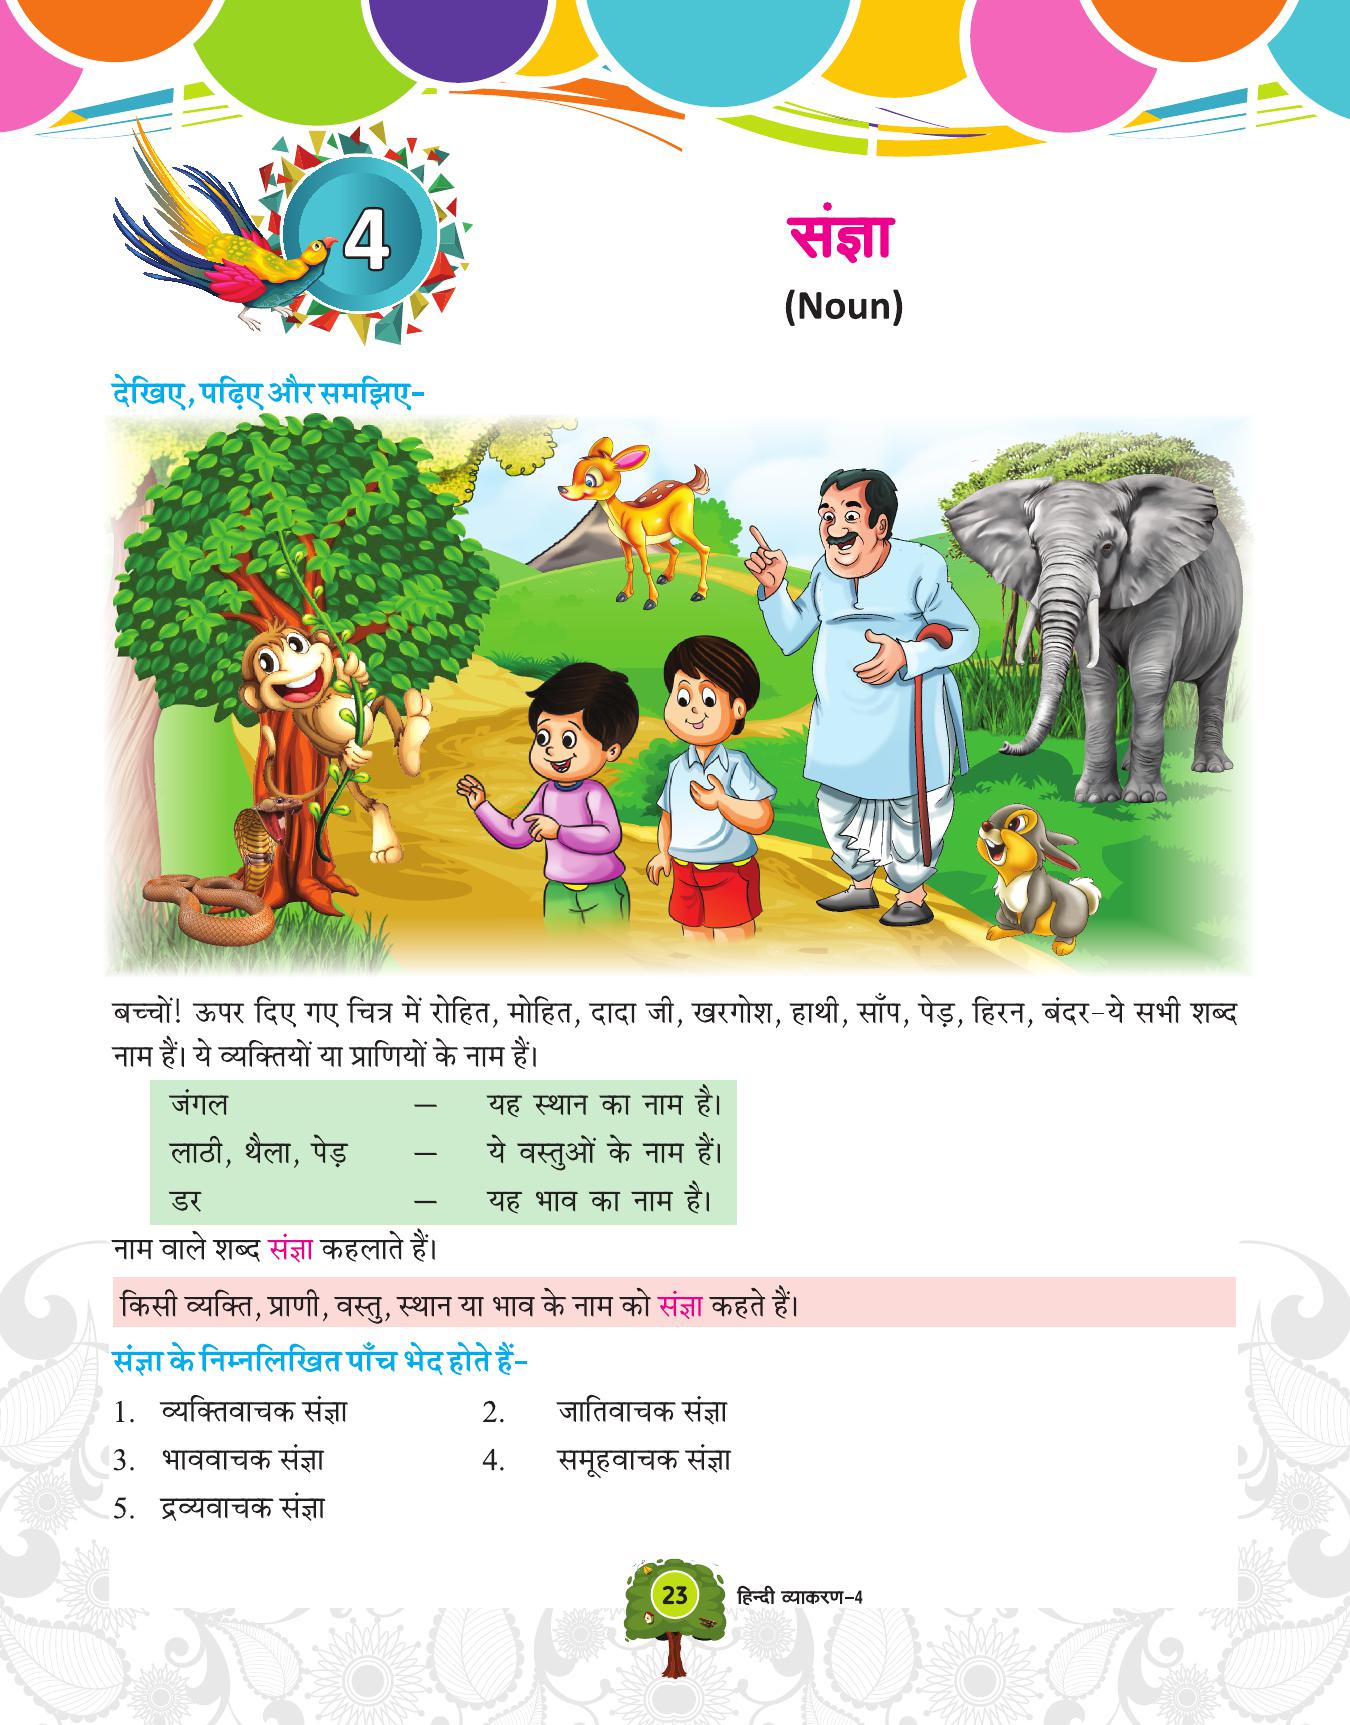 4
संज्ञा
(Noun)
देखिए, पढ़िए और समझिए-
बच्चों! ऊपर दिए गए चित्र में रोहित, मोहित, दादा जी, खरगोश, हाथी, साँप, पेड़, हिरन, बंदर-ये सभी शब्द
नाम हैं। ये व्यक्तियों या प्राणियों के नाम हैं।
जंगल — यह स्थान का नाम है।
लाठी, थैला, पेड़ — ये वस्तुओं के नाम हैं।
डर — यह भाव का नाम है।
नाम वाले शब्द संज्ञा कहलाते हैं।
किसी व्यक्ति, प्राणी, वस्तु, स्थान या भाव के नाम को संज्ञा कहते हैं।
संज्ञा के निम्नलिखित पाँच भेद होते हैं-
1. व्यक्तिवाचक संज्ञा 2. जातिवाचक संज्ञा
3. भाववाचक संज्ञा 4. समूहवाचक संज्ञा
5. द्रव्यवाचक संज्ञा
23 हिन्दी व्याकरण-4